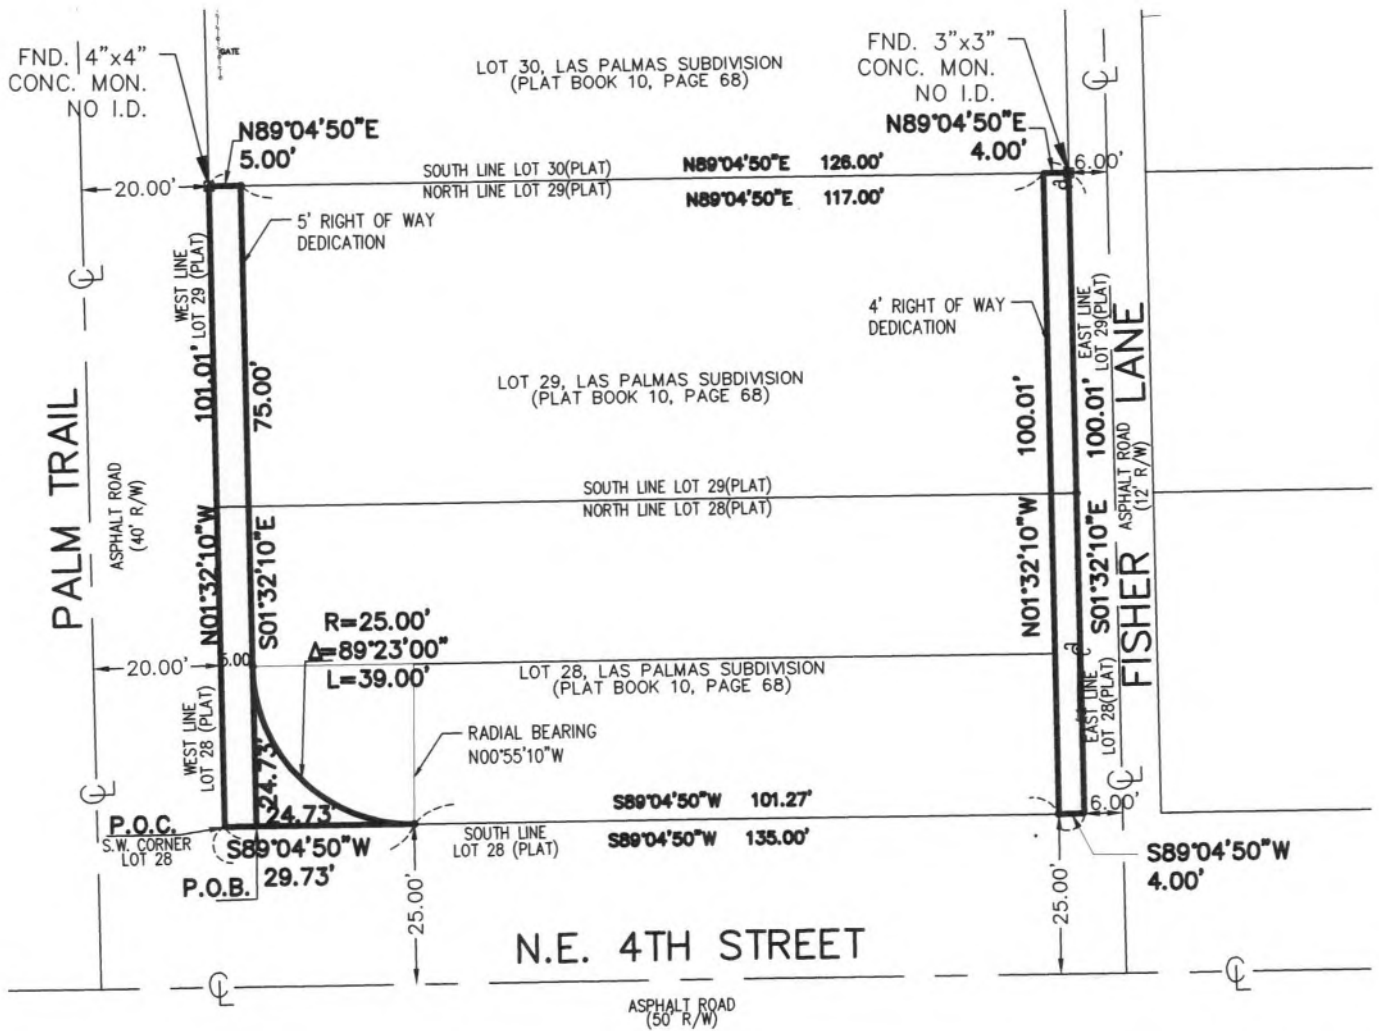 GATE
FND. 4"x4"
CONC. MON.
NO I.D.
LOT 30, LAS PALMAS SUBDIVISION
(PLAT BOOK 10, PAGE 68)
FND. 3"x3"
CONC. MON.
NO I.D.
N89°04'50"E
5.00'
N89°04'50"E
4.00'
20.00'
SOUTH LINE LOT 30(PLAT)
N89°04'50"E 126.00'
6.00'
NORTH LINE LOT 29(PLAT)
N89°04'50"E 117.00'
5' RIGHT OF WAY
DEDICATION
WEST LINE
LOT 29 (PLAT)
4' RIGHT OF WAY
DEDICATION
EAST LINE
LOT 29(PLAT)
101.01'
75.00'
LOT 29, LAS PALMAS SUBDIVISION
(PLAT BOOK 10, PAGE 68)
100.01'
100.01'
PALM TRAIL
ASPHALT ROAD
(40' R/W)
FISHER LANE
ASPHALT ROAD
(12' R/W)
SOUTH LINE LOT 29(PLAT)
NORTH LINE LOT 28(PLAT)
N01°32'10"W
S01°32'10"E
N01°32'10"W
S01°32'10"E
R=25.00'
Δ=89°23'00"
L=39.00'
20.00'
5.00
LOT 28, LAS PALMAS SUBDIVISION
(PLAT BOOK 10, PAGE 68)
WEST LINE
LOT 28 (PLAT)
EAST LINE
LOT 28(PLAT)
RADIAL BEARING
N00°55'10"W
24.73'
24.73'
S89°04'50"W 101.27'
6.00'
P.O.C.
S.W. CORNER
LOT 28
SOUTH LINE
LOT 28 (PLAT)
S89°04'50"W 135.00'
S89°04'50"W
29.73'
P.O.B.
S89°04'50"W
4.00'
25.00'
25.00'
N.E. 4TH STREET
ASPHALT ROAD
(50' R/W)